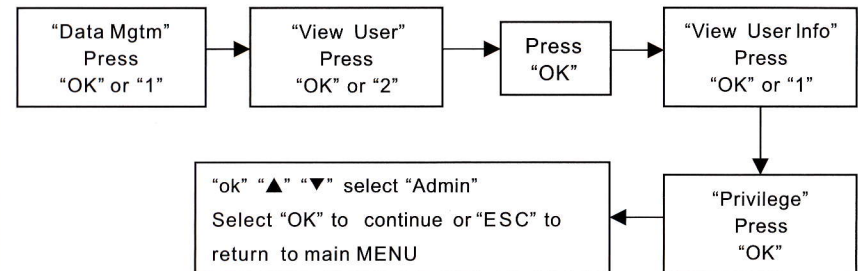 “Data Mgtm”
Press
“OK” or “1”
“View User”
Press
“OK” or “2”
Press
“OK”
“View User Info”
Press
“OK” or “1”
“Privilege”
Press
“OK”
“ok” “▲” “▼” select “Admin”
Select “OK” to continue or “ESC” to
return to main MENU